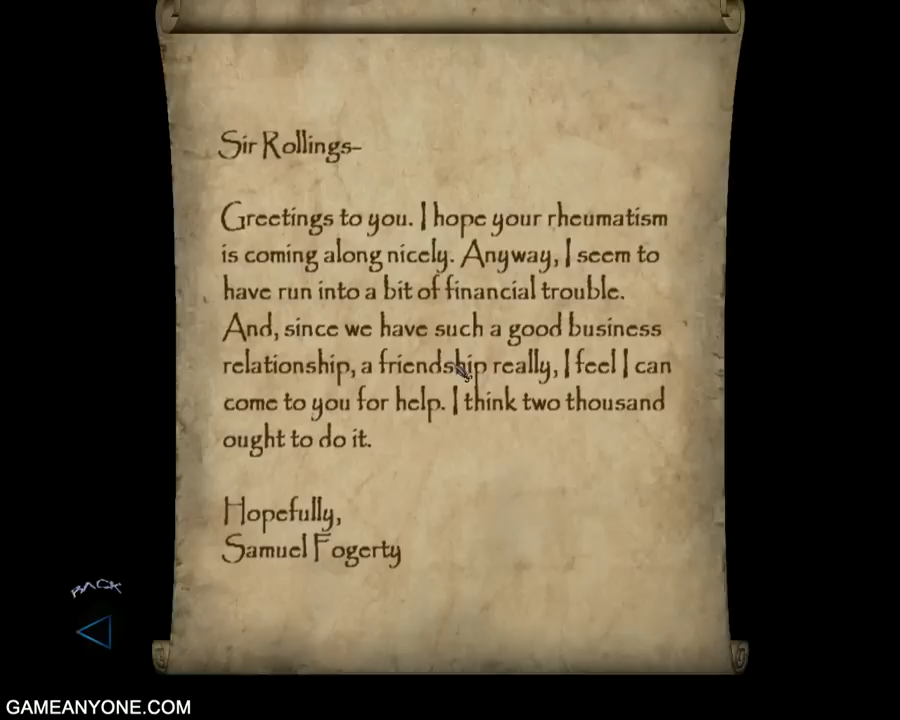 Sir Rollings-
Greetings to you. I hope your rheumatism
is coming along nicely. Anyway, I seem to
have run into a bit of financial trouble.
And, since we have such a good business
relationship, a friendship really, I feel I can
come to you for help. I think two thousand
ought to do it.
Hopefully,
Samuel Fogerty
BACK
GAMEANYONE.COM